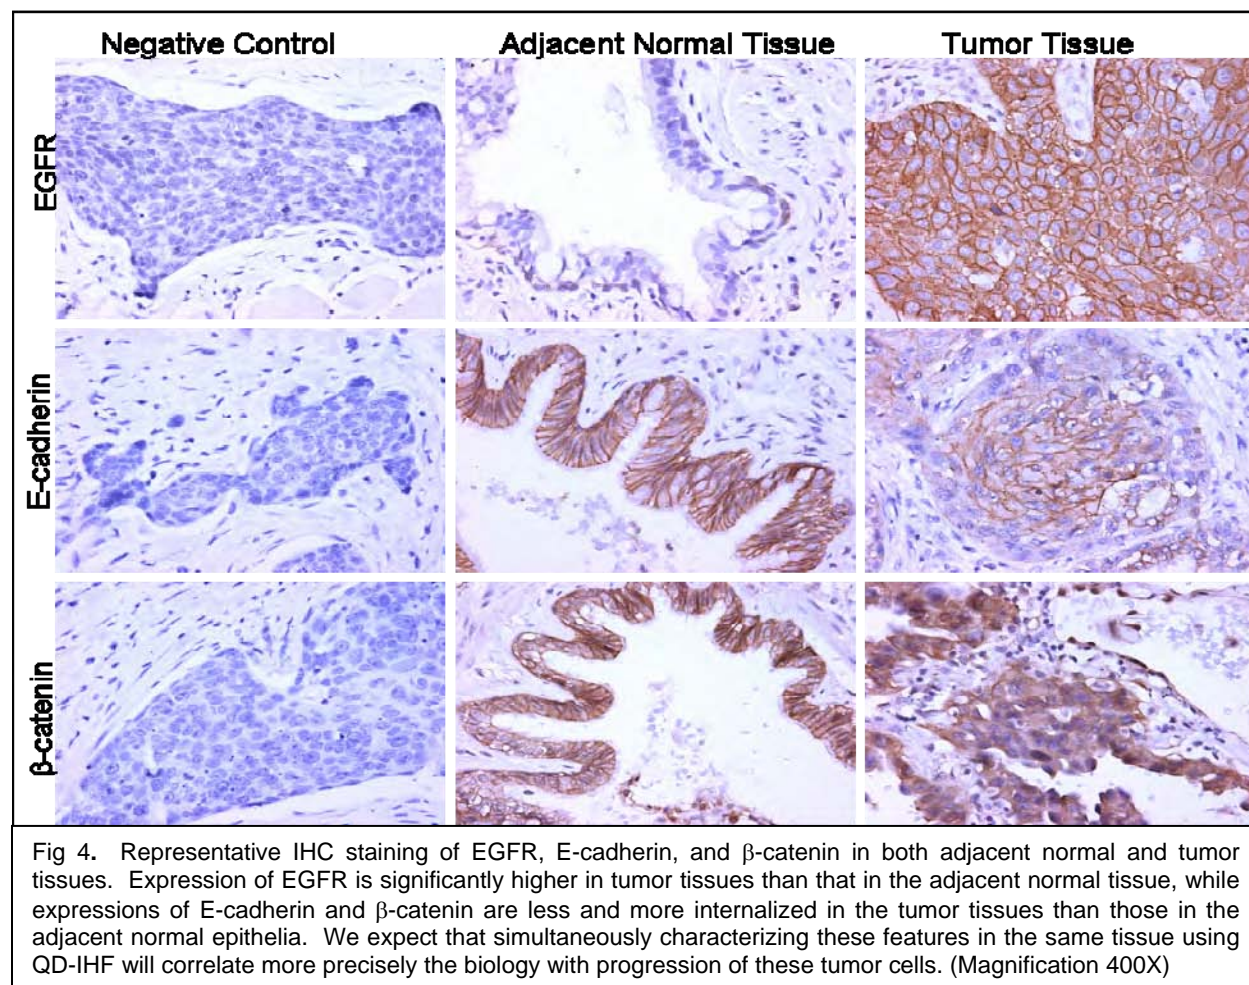 Negative Control Adjacent Normal Tissue Tumor Tissue
EGFR
E-cadherin
β-catenin
Fig 4. Representative IHC staining of EGFR, E-cadherin, and β-catenin in both adjacent normal and tumor
tissues. Expression of EGFR is significantly higher in tumor tissues than that in the adjacent normal tissue, while
expressions of E-cadherin and β-catenin are less and more internalized in the tumor tissues than those in the
adjacent normal epithelia. We expect that simultaneously characterizing these features in the same tissue using
QD-IHF will correlate more precisely the biology with progression of these tumor cells. (Magnification 400X)